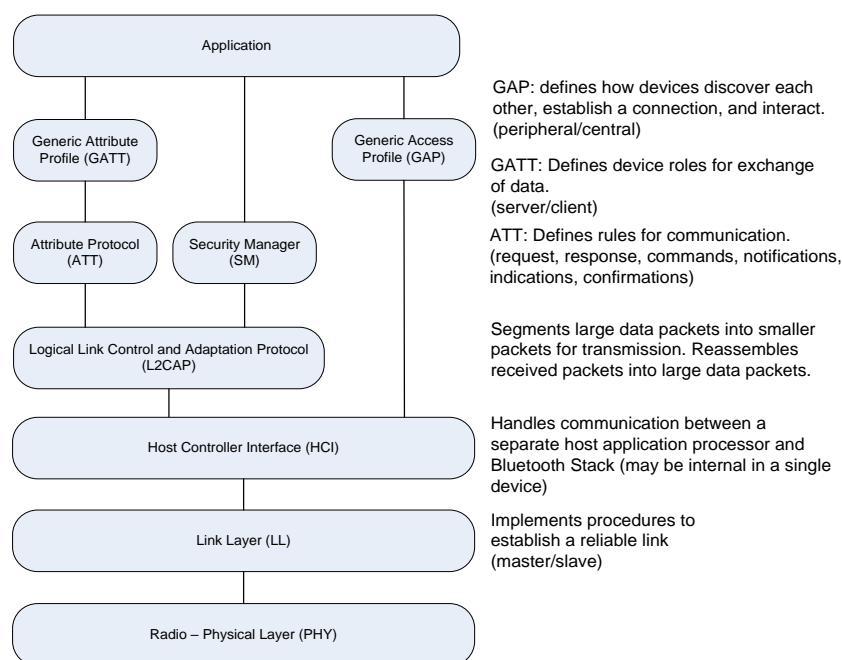 Application
GAP: defines how devices discover each
other, establish a connection, and interact.
(peripheral/central)
Generic Attribute
Profile (GATT)
Generic Access
Profile (GAP)
GATT: Defines device roles for exchange
of data.
(server/client)
Attribute Protocol
(ATT)
Security Manager
(SM)
ATT: Defines rules for communication.
(request, response, commands, notifications,
indications, confirmations)
Logical Link Control and Adaptation Protocol
(L2CAP)
Segments large data packets into smaller
packets for transmission. Reassembles
received packets into large data packets.
Host Controller Interface (HCI)
Handles communication between a
separate host application processor and
Bluetooth Stack (may be internal in a single
device)
Link Layer (LL)
Implements procedures to
establish a reliable link
(master/slave)
Radio – Physical Layer (PHY)